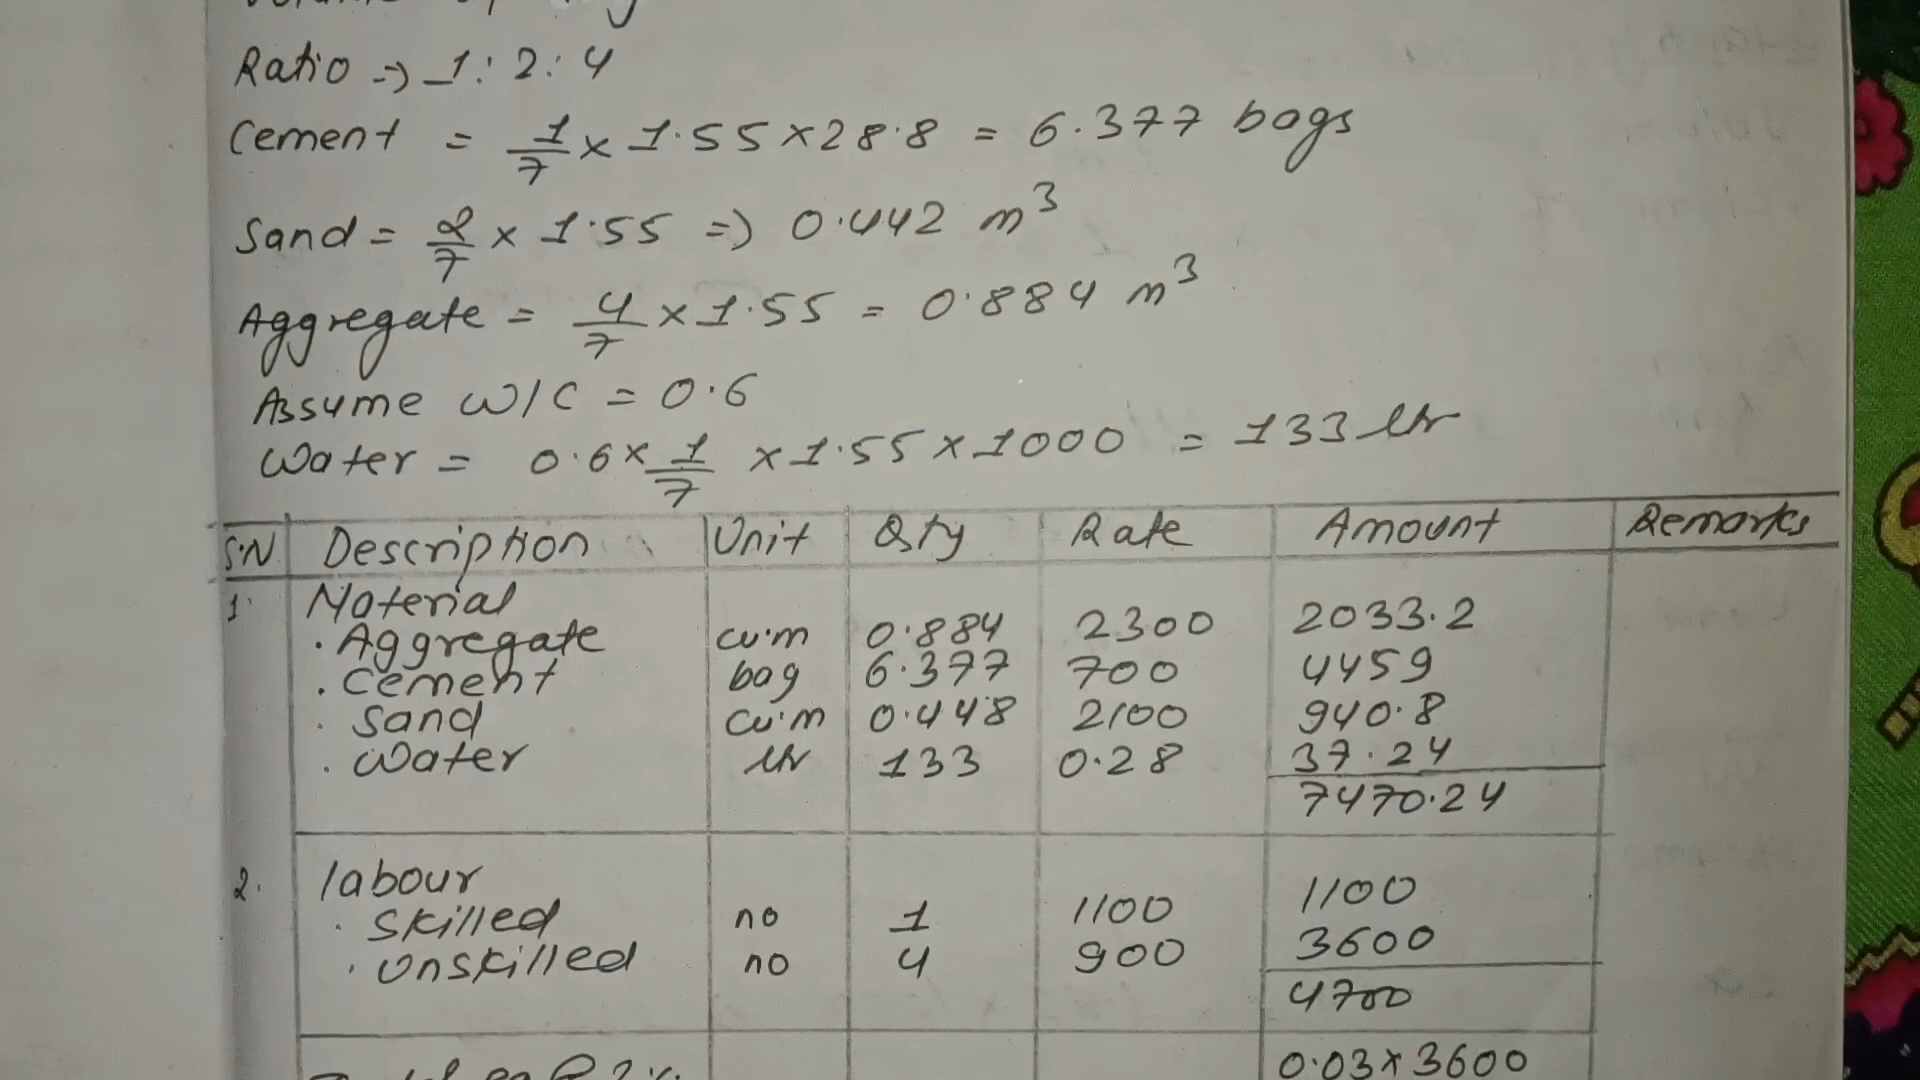 Ratio => 1:2:4
Cement = 1/7 x 1.55 x 28.8 = 6.377 bags
Sand = 2/7 x 1.55 => 0.442 m³
Aggregate = 4/7 x 1.55 = 0.884 m³
Assume W/C = 0.6
Water = 0.6 x 1/7 x 1.55 x 1000 = 133 ltr
S.N Description Unit Qty Rate Amount Remarks
1. Material
. Aggregate cu.m 0.884 2300 2033.2
. Cement bag 6.377 700 4459
. Sand cu.m 0.448 2100 940.8
. Water ltr 133 0.28 37.24
7470.24
2. labour
. Skilled no 1 1100 1100
. Unskilled no 4 900 3600
4700
0.03 x 3600